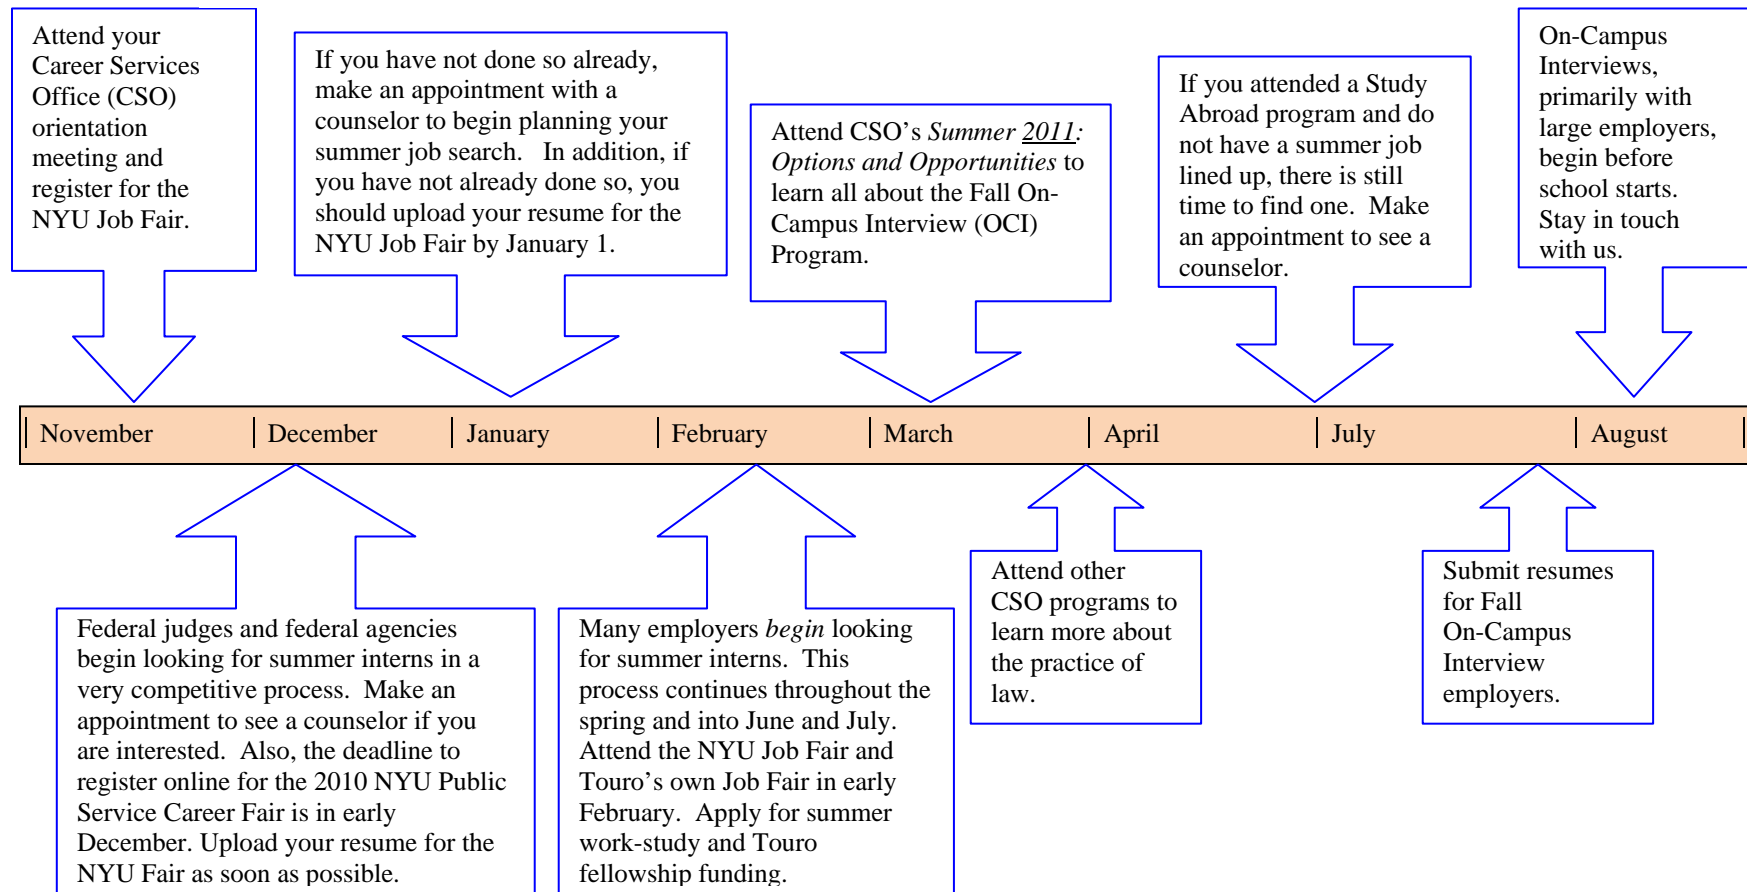 Attend your
Career Services
Office (CSO)
orientation
meeting and
register for the
NYU Job Fair.
If you have not done so already,
make an appointment with a
counselor to begin planning your
summer job search. In addition, if
you have not already done so, you
should upload your resume for the
NYU Job Fair by January 1.
Attend CSO's Summer 2011:
Options and Opportunities to
learn all about the Fall On-
Campus Interview (OCI)
Program.
If you attended a Study
Abroad program and do
not have a summer job
lined up, there is still
time to find one. Make
an appointment to see a
counselor.
On-Campus
Interviews,
primarily with
large employers,
begin before
school starts.
Stay in touch
with us.
November December January February March April July August
Federal judges and federal agencies
begin looking for summer interns in a
very competitive process. Make an
appointment to see a counselor if you
are interested. Also, the deadline to
register online for the 2010 NYU Public
Service Career Fair is in early
December. Upload your resume for the
NYU Fair as soon as possible.
Many employers begin looking
for summer interns. This
process continues throughout the
spring and into June and July.
Attend the NYU Job Fair and
Touro's own Job Fair in early
February. Apply for summer
work-study and Touro
fellowship funding.
Attend other
CSO programs to
learn more about
the practice of
law.
Submit resumes
for Fall
On-Campus
Interview
employers.